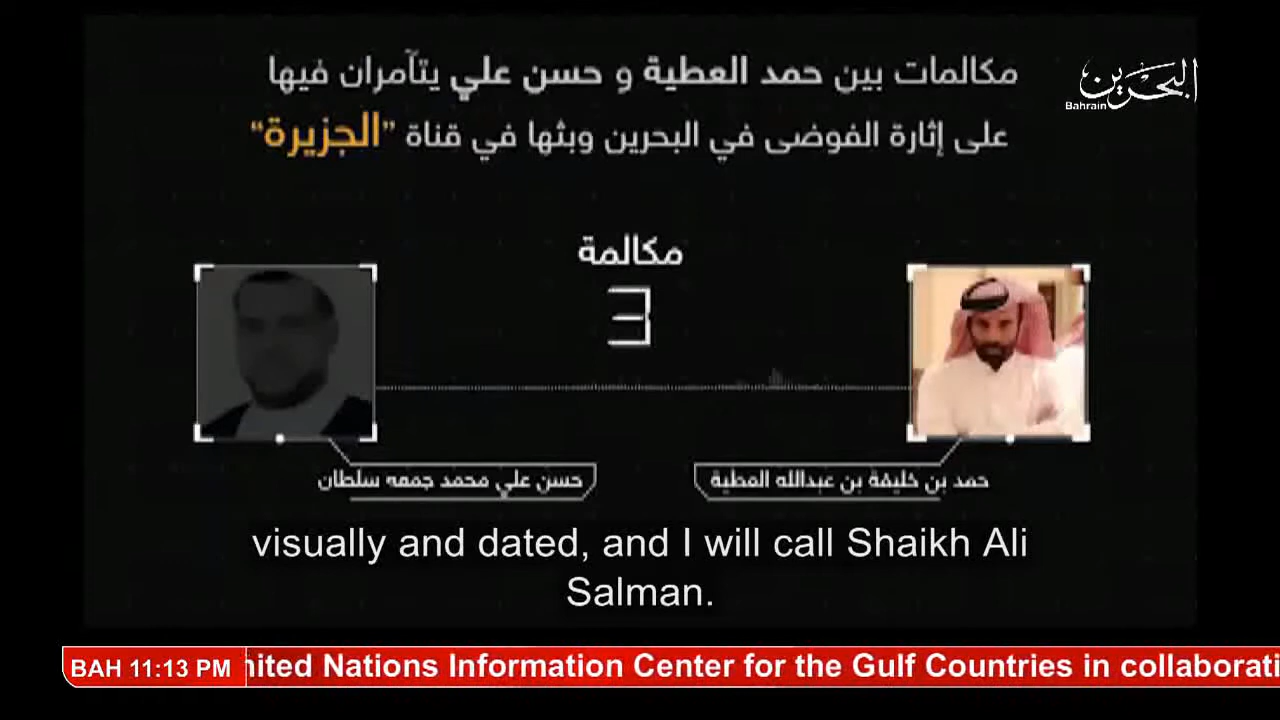 مكالمات بين حمد العطية و حسن علي يتآمران فيها
على إثارة الفوضى في البحرين وبثها في قناة ”الجزيرة“
البحرين
Bahrain
مكالمة
3
حمد بن خليفة بن عبدالله العطية
حسن علي محمد جمعه سلطان
visually and dated, and I will call Shaikh Ali
Salman.
BAH 11:13 PM
Nations Information Center for the Gulf Countries in